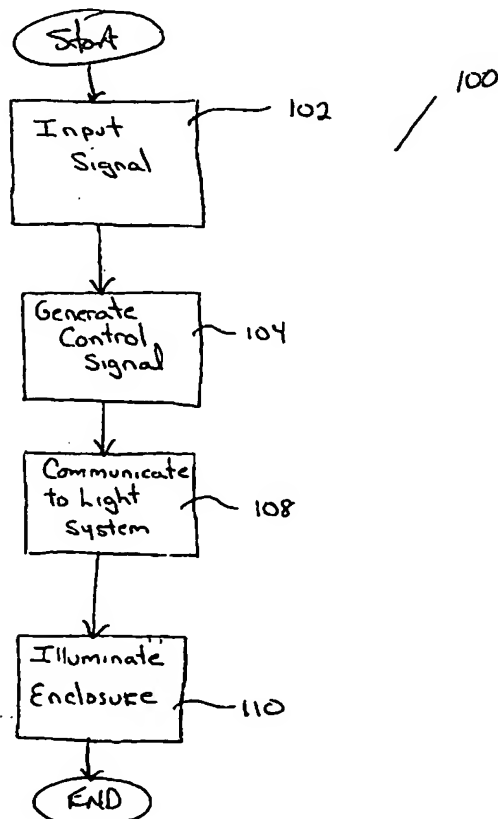 Start
100
102
Input
Signal
Generate
Control
Signal
104
Communicate
to Light
System
108
Illuminate
Enclosure
110
END